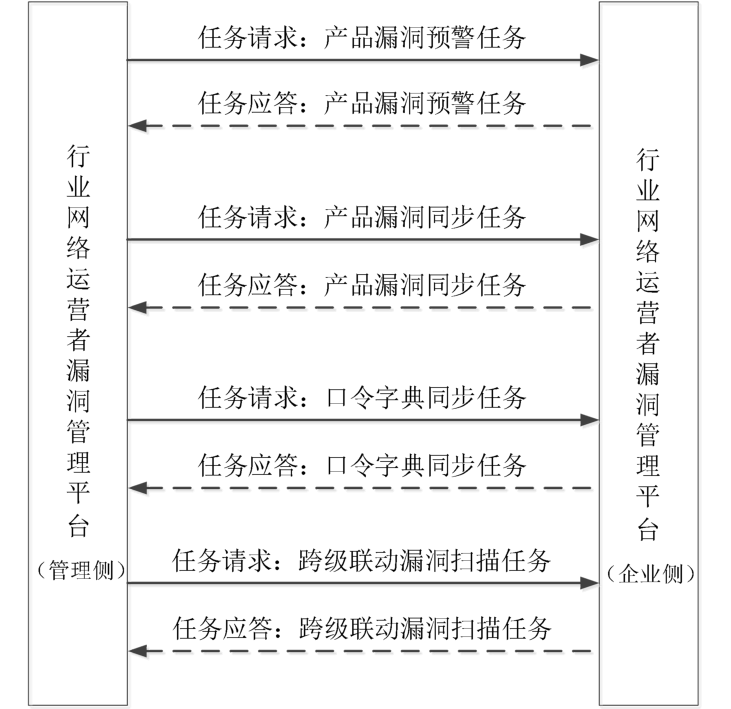 任务请求：产品漏洞预警任务
任务应答：产品漏洞预警任务
行业网络运营者漏洞管理平台
（管理侧）
行业网络运营者漏洞管理平台
（企业侧）
任务请求：产品漏洞同步任务
任务应答：产品漏洞同步任务
任务请求：口令字典同步任务
任务应答：口令字典同步任务
任务请求：跨级联动漏洞扫描任务
任务应答：跨级联动漏洞扫描任务